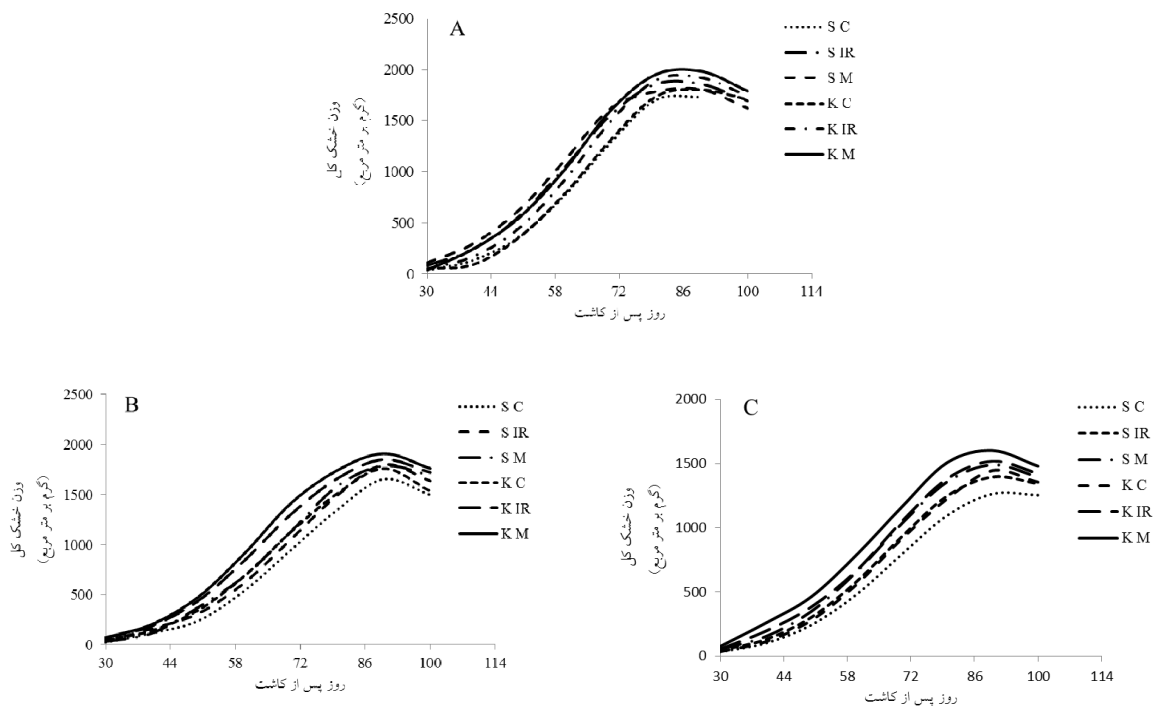 A
2500
2000
1500
1000
500
0
30 44 58 72 86 100 114
وزن خشک کل
(گرم بر متر مربع)
روز پس از کاشت
S C
S IR
S M
K C
K IR
K M
B
2500
2000
1500
1000
500
0
30 44 58 72 86 100 114
وزن خشک کل
(گرم بر متر مربع)
روز پس از کاشت
S C
S IR
S M
K C
K IR
K M
C
2000
1500
1000
500
0
30 44 58 72 86 100 114
وزن خشک کل
(گرم بر متر مربع)
روز پس از کاشت
S C
S IR
S M
K C
K IR
K M